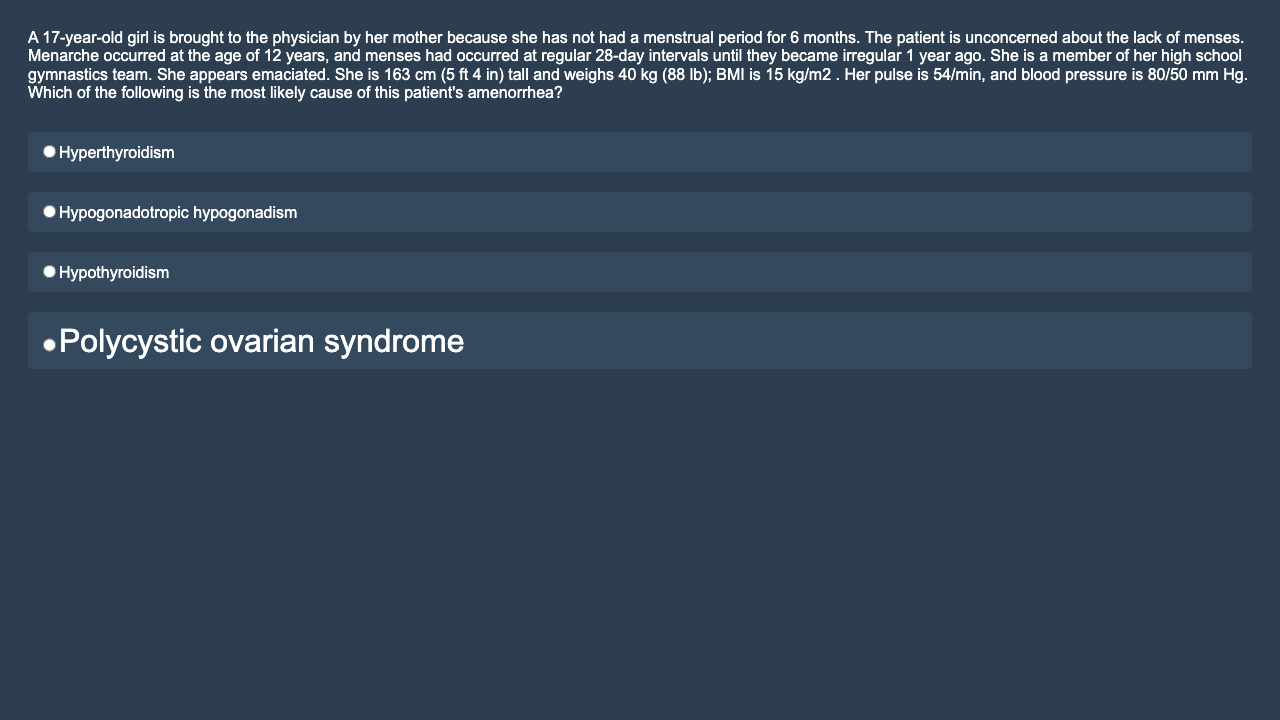 A 17-year-old girl is brought to the physician by her mother because she has not had a menstrual period for 6 months. The patient is unconcerned about the lack of menses.
Menarche occurred at the age of 12 years, and menses had occurred at regular 28-day intervals until they became irregular 1 year ago. She is a member of her high school
gymnastics team. She appears emaciated. She is 163 cm (5 ft 4 in) tall and weighs 40 kg (88 lb); BMI is 15 kg/m2 . Her pulse is 54/min, and blood pressure is 80/50 mm Hg.
Which of the following is the most likely cause of this patient's amenorrhea?
Hyperthyroidism
Hypogonadotropic hypogonadism
Hypothyroidism
Polycystic ovarian syndrome